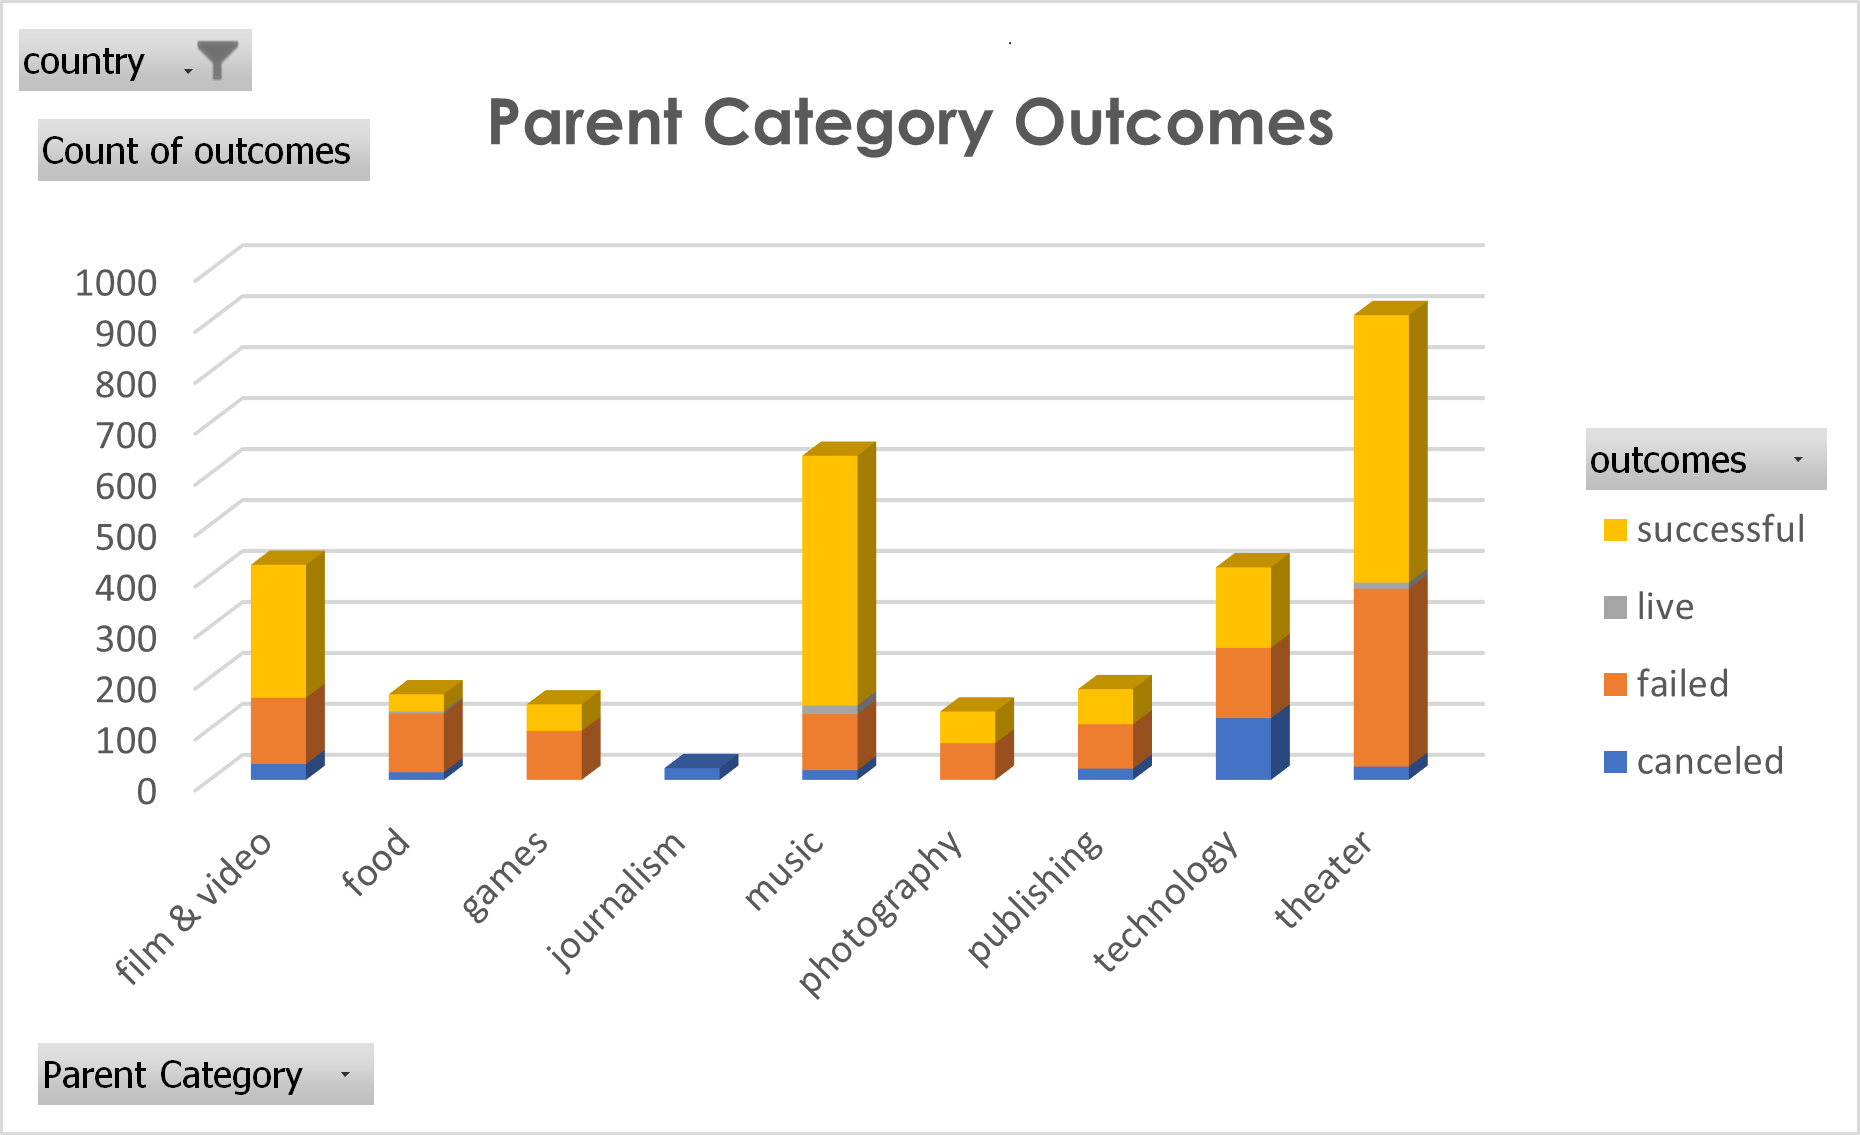 country
Count of outcomes
Parent Category Outcomes
1000
900
800
700
600
500
400
300
200
100
0
film & video
food
games
journalism
music
photography
publishing
technology
theater
outcomes
successful
live
failed
canceled
Parent Category